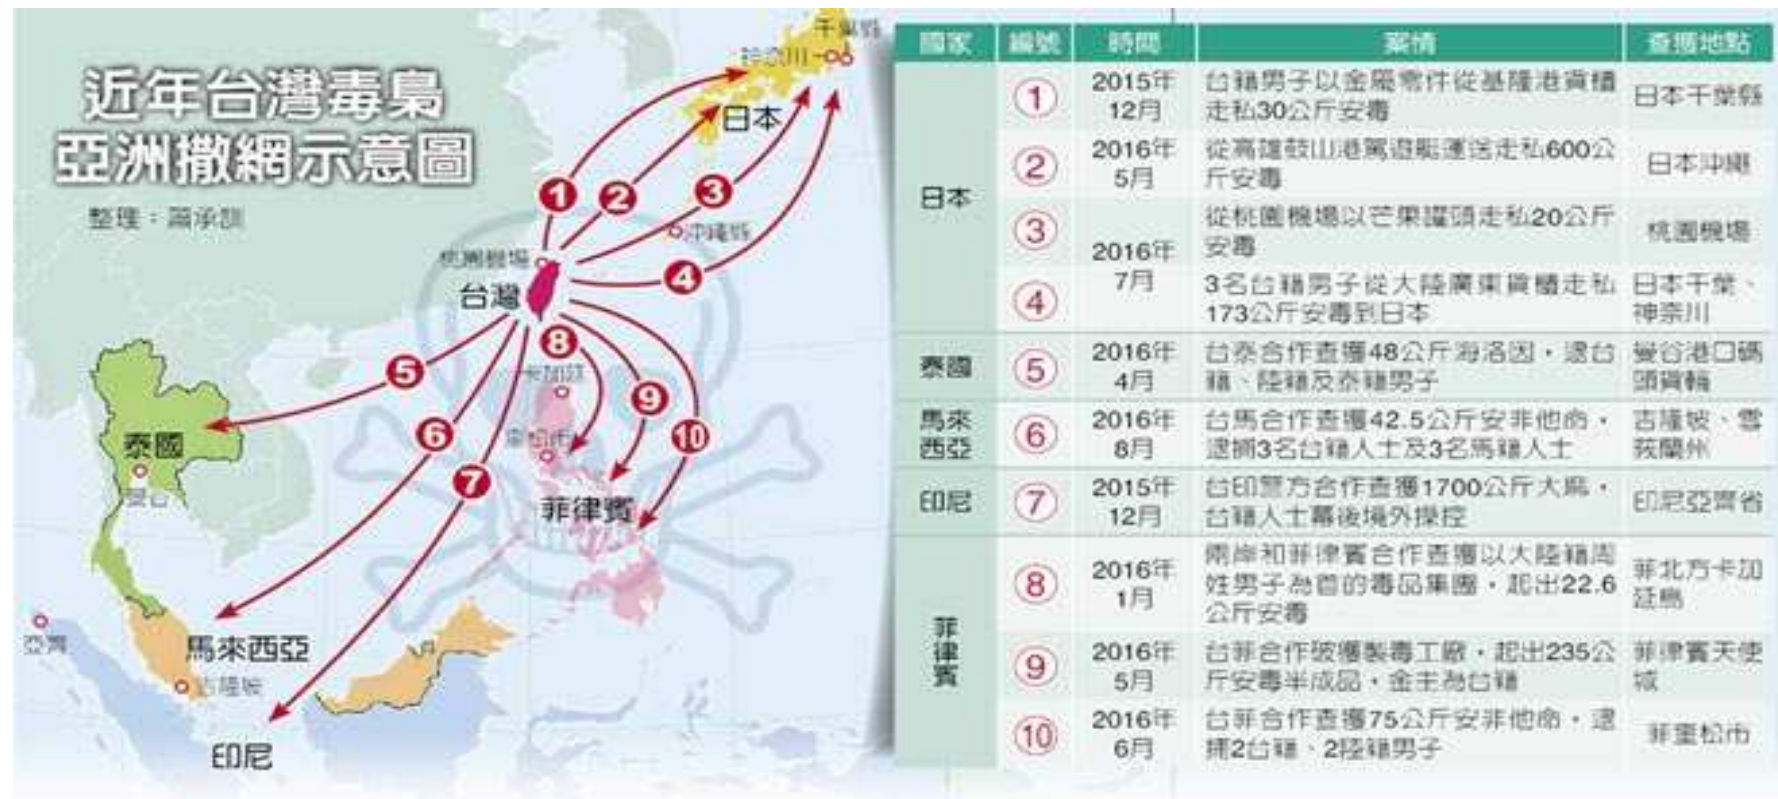 近年台灣毒梟
亞洲撒網示意圖
整理：蕭承訓
千葉縣
神奈川
日本
沖繩縣
桃園機場
台灣
泰國
曼谷
馬來西亞
吉隆坡
亞齊
印尼
菲律賓
1
2
3
4
5
6
7
8
9
10
國家 編號 時間 案情 查獲地點
日本
① 2015年12月
台籍男子以金屬零件從基隆港貨櫃
走私30公斤安毒
日本千葉縣
② 2016年5月
從高雄鼓山港駕遊艇運送走私600公
斤安毒
日本沖繩
③ 2016年7月
從桃園機場以芒果罐頭走私20公斤
安毒
桃園機場
④
3名台籍男子從大陸廣東貨櫃走私
173公斤安毒到日本
日本千葉、
神奈川
泰國
⑤ 2016年4月
台泰合作查獲48公斤海洛因，逮台
籍、陸籍及泰籍男子
曼谷港口碼
頭貨輪
馬來
西亞
⑥ 2016年8月
台馬合作查獲42.5公斤安非他命，
逮捕3名台籍人士及3名馬籍人士
吉隆坡、雪
莪蘭州
印尼
⑦ 2015年12月
台印警方合作查獲1700公斤大麻，
台籍人士幕後境外操控
印尼亞齊省
菲律賓
⑧ 2016年1月
兩岸和菲律賓合作查獲以大陸籍周
姓男子為首的毒品集團，起出22.6
公斤安毒
菲北方卡加
延島
⑨ 2016年5月
台菲合作破獲製毒工廠，起出235公
斤安毒半成品，金主為台籍
菲律賓天使
城
⑩ 2016年6月
台菲合作查獲75公斤安非他命，逮
捕2台籍、2陸籍男子
菲奎松市